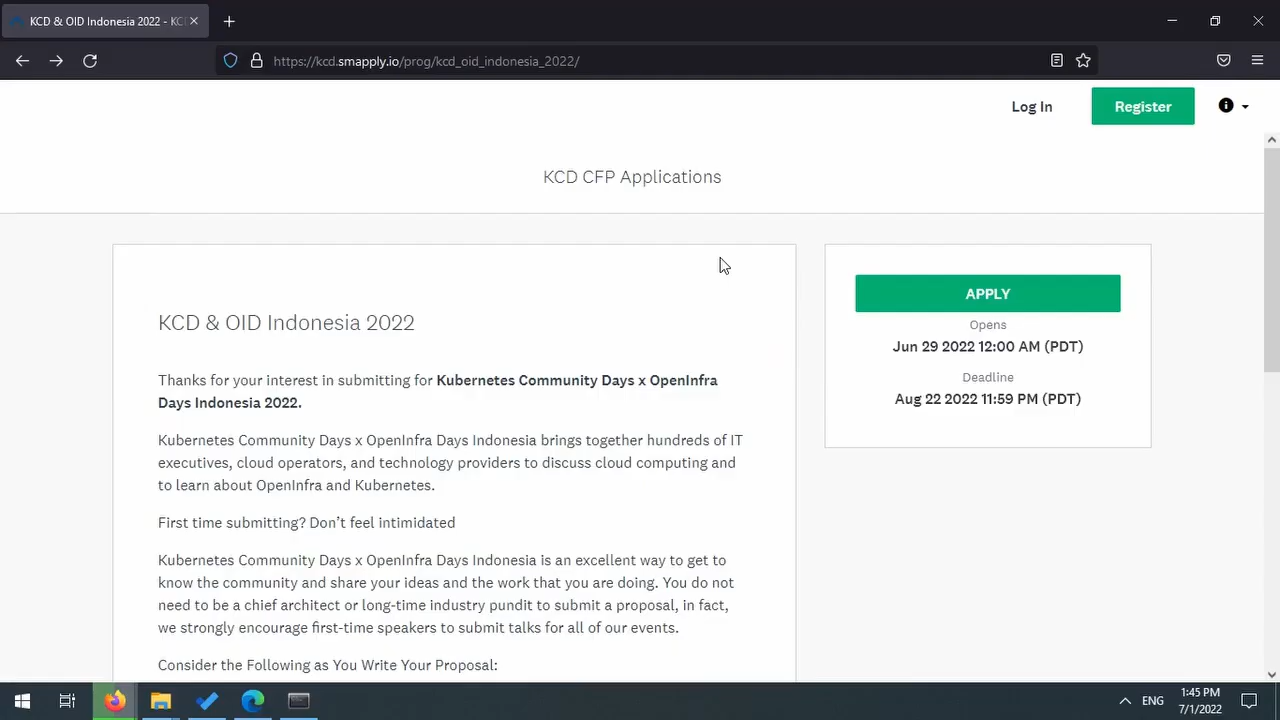 KCD & OID Indonesia 2022 - KC
https://kcd.smapply.io/prog/kcd_oid_indonesia_2022/
Log In
Register
KCD CFP Applications
KCD & OID Indonesia 2022
Thanks for your interest in submitting for Kubernetes Community Days x OpenInfra
Days Indonesia 2022.
Kubernetes Community Days x OpenInfra Days Indonesia brings together hundreds of IT
executives, cloud operators, and technology providers to discuss cloud computing and
to learn about OpenInfra and Kubernetes.
First time submitting? Don’t feel intimidated
Kubernetes Community Days x OpenInfra Days Indonesia is an excellent way to get to
know the community and share your ideas and the work that you are doing. You do not
need to be a chief architect or long-time industry pundit to submit a proposal, in fact,
we strongly encourage first-time speakers to submit talks for all of our events.
Consider the Following as You Write Your Proposal:
APPLY
Opens
Jun 29 2022 12:00 AM (PDT)
Deadline
Aug 22 2022 11:59 PM (PDT)
ENG
1:45 PM
7/1/2022